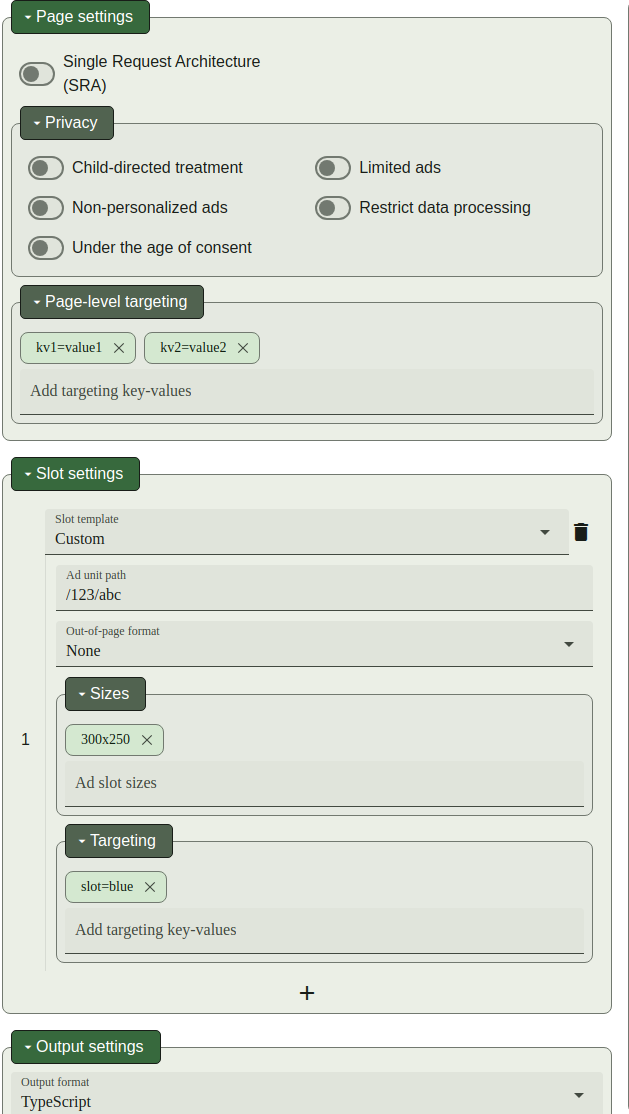 Page settings
Single Request Architecture
(SRA)
Privacy
Child-directed treatment
Limited ads
Non-personalized ads
Restrict data processing
Under the age of consent
Page-level targeting
kv1=value1
kv2=value2
Add targeting key-values
Slot settings
Slot template
Custom
Ad unit path
/123/abc
Out-of-page format
None
Sizes
1
300x250
Ad slot sizes
Targeting
slot=blue
Add targeting key-values
Output settings
Output format
TypeScript